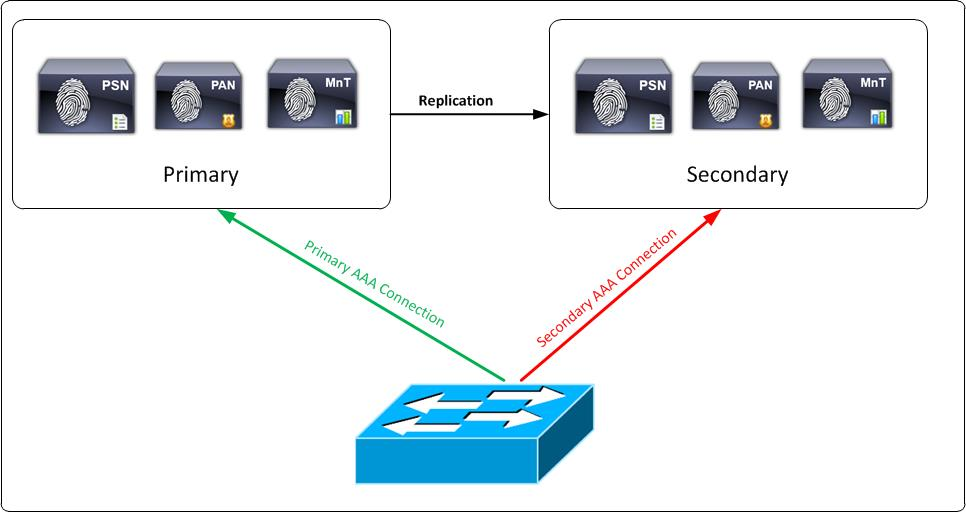 PSN
PAN
MnT
Primary
Replication
PSN
PAN
MnT
Secondary
Primary AAA Connection
Secondary AAA Connection